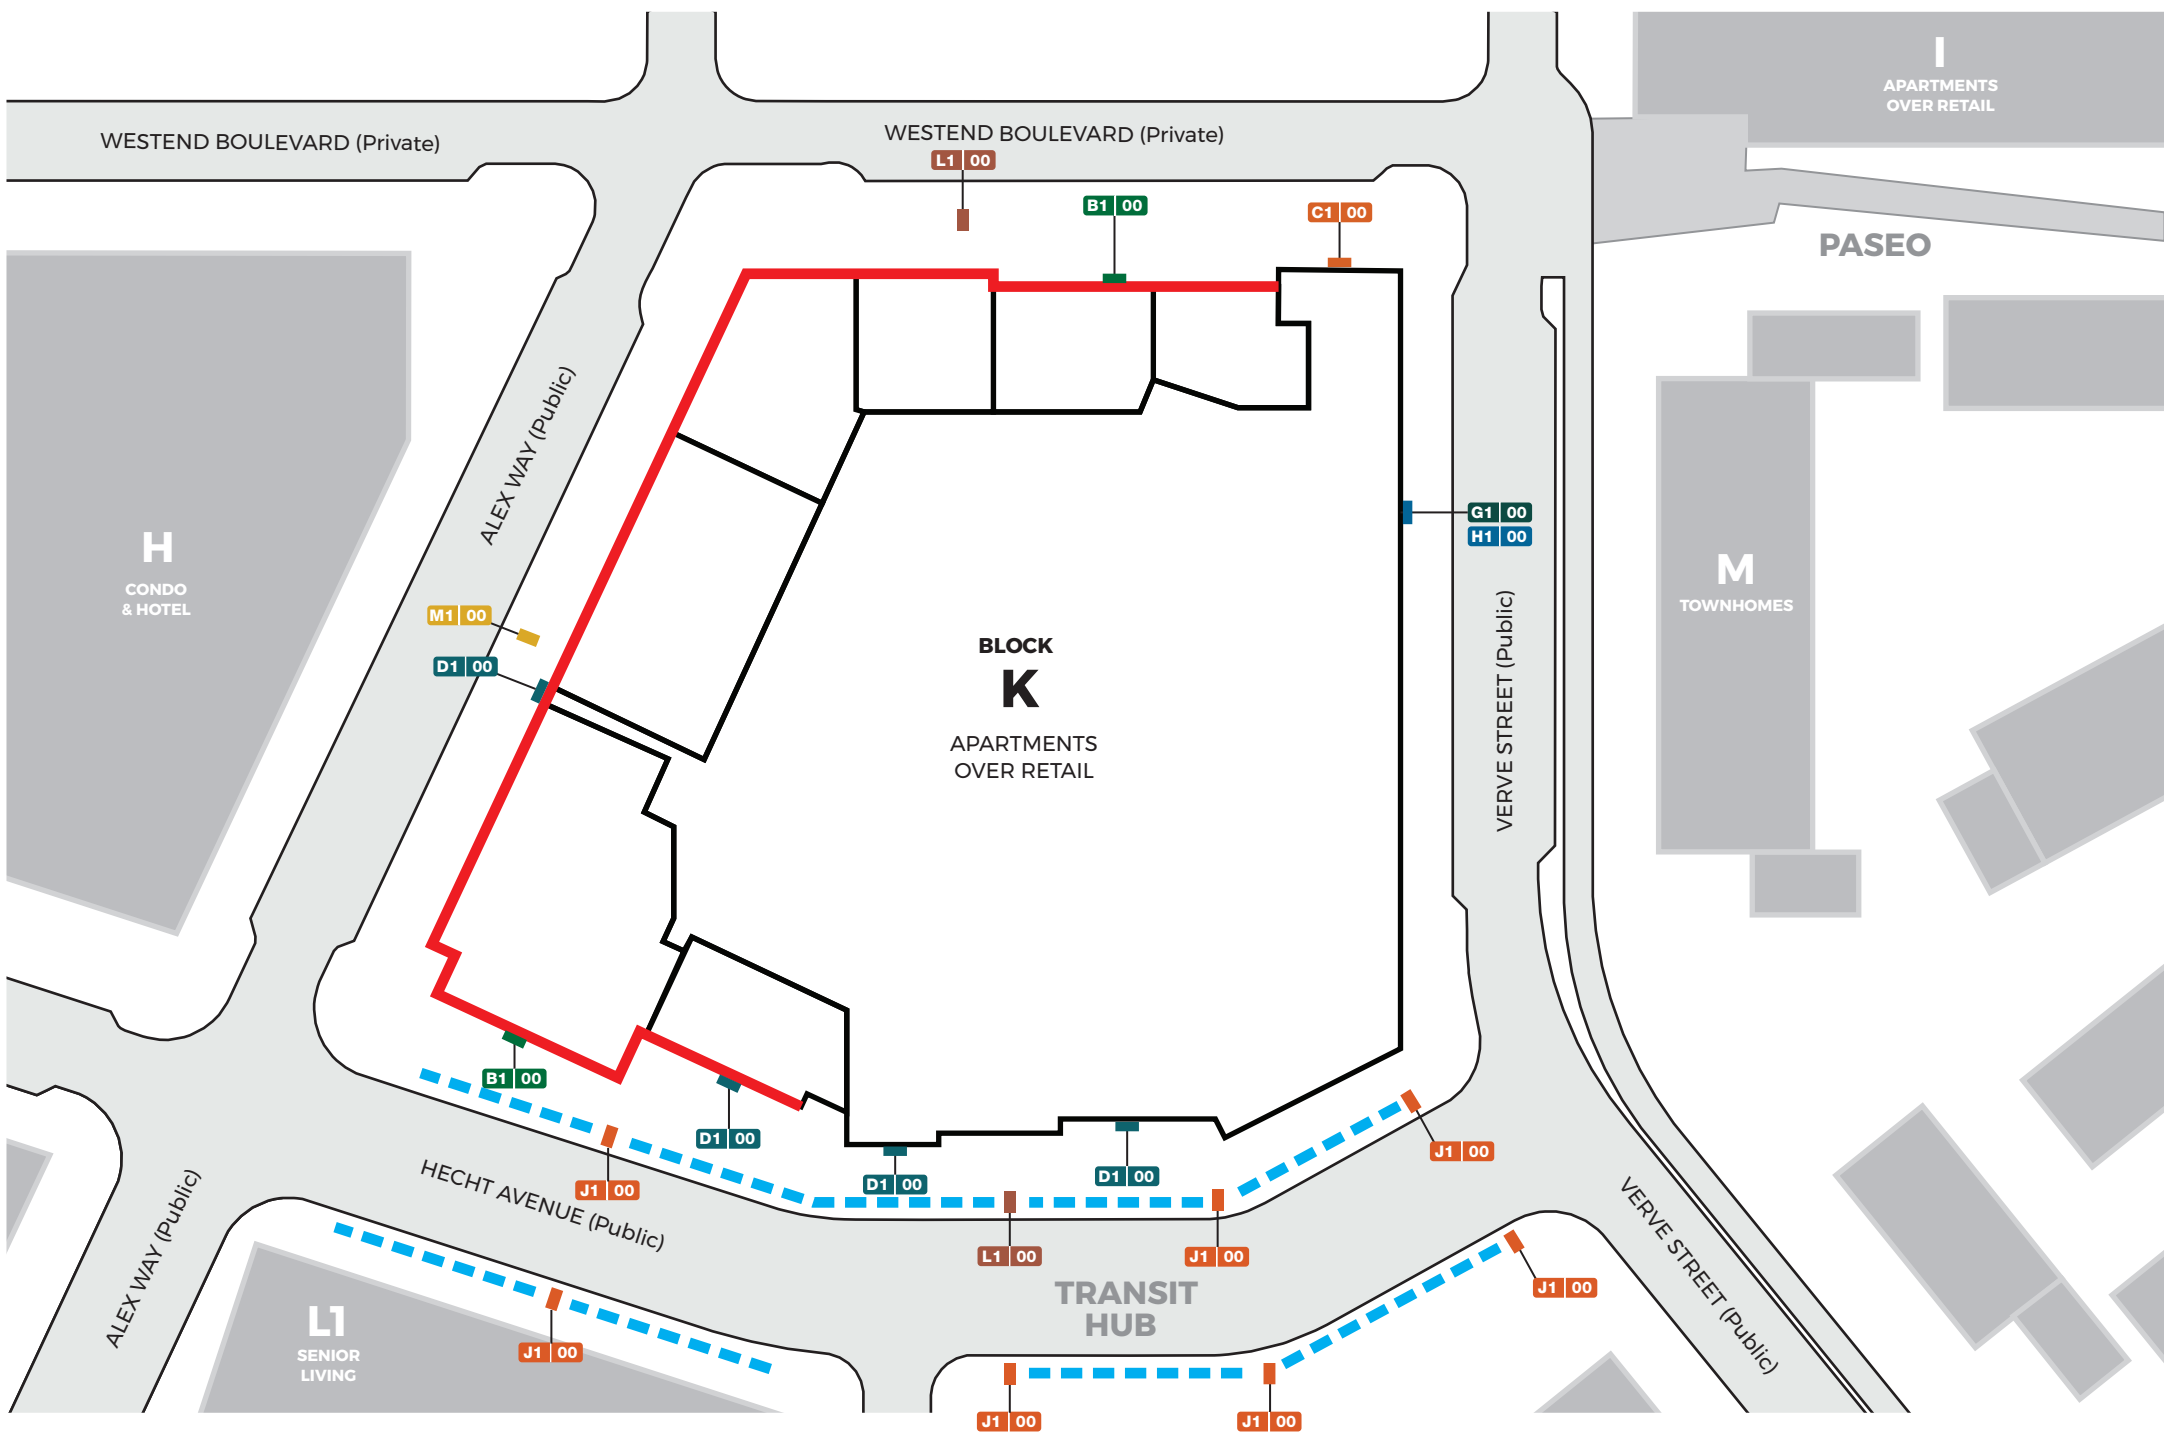 I
APARTMENTS
OVER RETAIL
WESTEND BOULEVARD (Private)
WESTEND BOULEVARD (Private)
L1 00
B1 00
C1 00
PASEO
ALEX WAY (Public)
H
CONDO
& HOTEL
G1 00
H1 00
M
TOWNHOMES
M1 00
D1 00
BLOCK
K
APARTMENTS
OVER RETAIL
VERVE STREET (Public)
B1 00
D1 00
D1 00
D1 00
J1 00
J1 00
HECHT AVENUE (Public)
ALEX WAY (Public)
L1 00
J1 00
TRANSIT
HUB
VERVE STREET (Public)
J1 00
L1
SENIOR
LIVING
J1 00
J1 00
J1 00